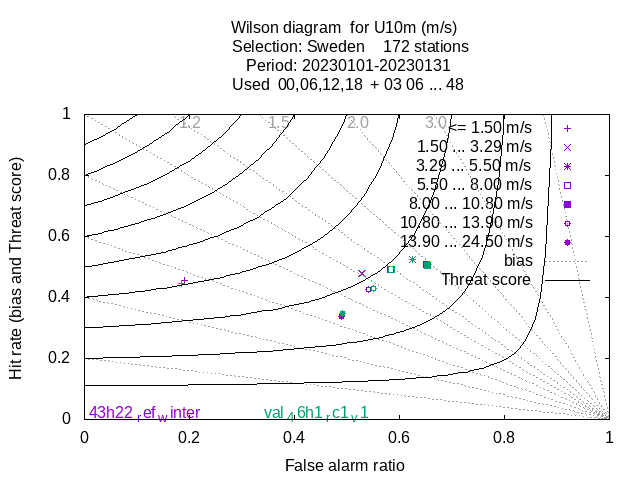 Wilson diagram  for U10m (m/s)
Selection: Sweden    172 stations
Period: 20230101-20230131
Used  00,06,12,18  + 03 06 ... 48
1 1.2 1.5 2.0 3.0
<= 1.50 m/s
1.50 ... 3.29 m/s
0.8 3.29 ... 5.50 m/s
5.50 ... 8.00 m/s
8.00 ... 10.80 m/s
0.6 10.80 ... 13.90 m/s
13.90 ... 24.50 m/s
bias
Threat score
0.4
0.2
0
Hit rate (bias and Threat score)
43h22refwinter val46h1rc1v1
0 0.2 0.4 0.6 0.8 1
False alarm ratio